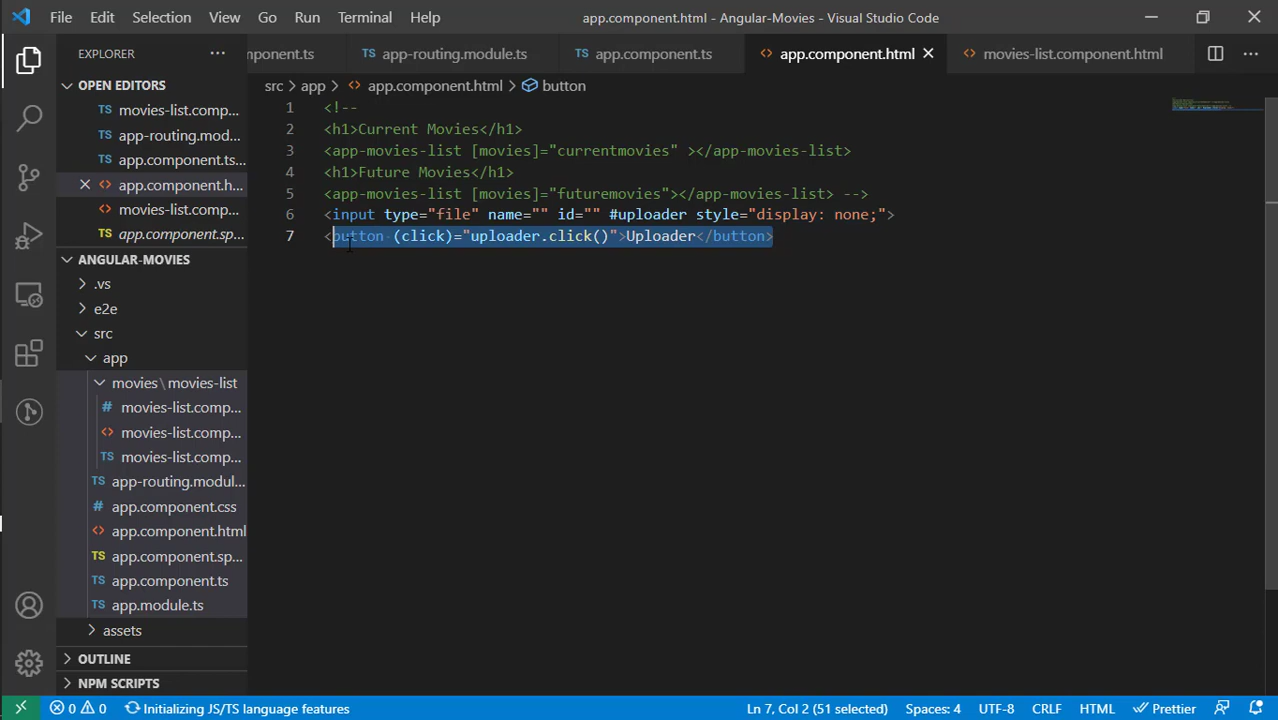 File Edit Selection View Go Run Terminal Help app.component.html - Angular-Movies - Visual Studio Code
EXPLORER
omponent.ts app-routing.module.ts app.component.ts app.component.html movies-list.component.html
OPEN EDITORS
src app app.component.html button
movies-list.comp...
app-routing.mod...
app.component.ts...
app.component.h...
movies-list.comp...
app.component.sp...
ANGULAR-MOVIES
.vs
e2e
src
app
movies\movies-list
movies-list.comp...
movies-list.comp...
movies-list.comp...
app-routing.modul...
app.component.css
app.component.html
app.component.sp...
app.component.ts
app.module.ts
assets
OUTLINE
NPM SCRIPTS
1 <!--
2 <h1>Current Movies</h1>
3 <app-movies-list [movies]="currentmovies" ></app-movies-list>
4 <h1>Future Movies</h1>
5 <app-movies-list [movies]="futuremovies"></app-movies-list> -->
6 <input type="file" name="" id="" #uploader style="display: none;">
7 <button (click)="uploader.click()">Uploader</button>
0 0 Initializing JS/TS language features Ln 7, Col 2 (51 selected) Spaces: 4 UTF-8 CRLF HTML Prettier